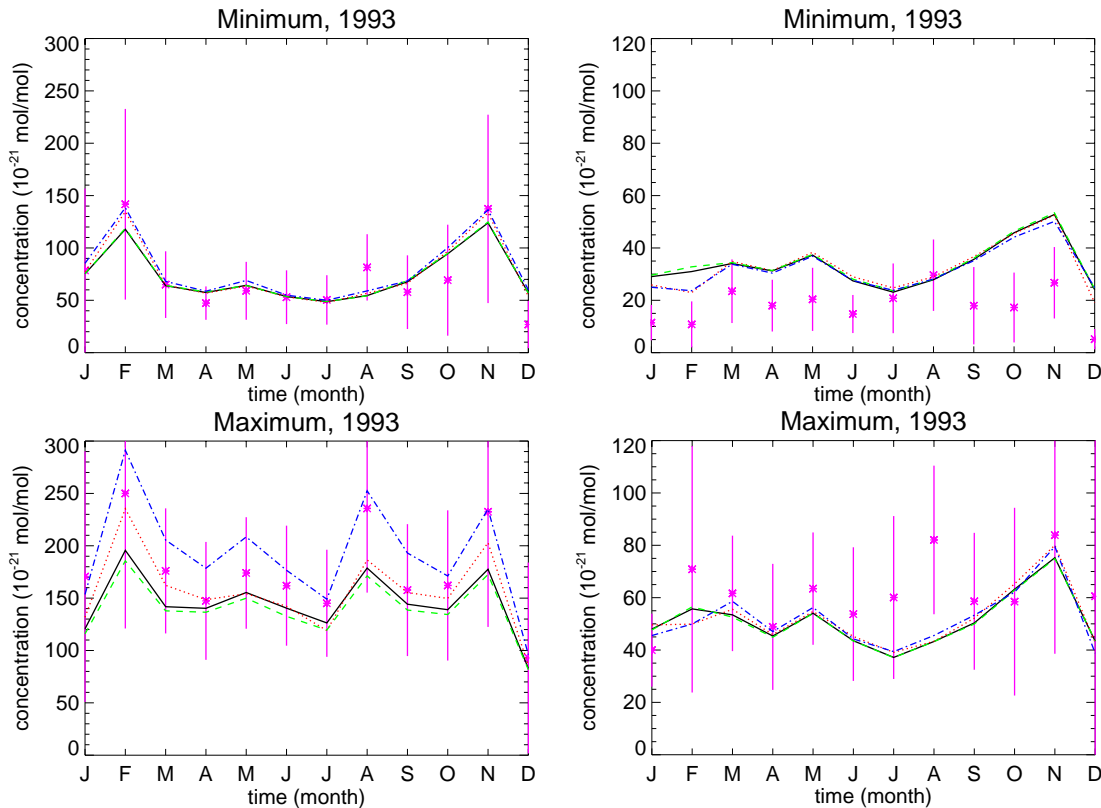 Minimum, 1993
300
250
200
150
100
50
0
concentration (10⁻²¹ mol/mol)
J F M A M J J A S O N D
time (month)
Minimum, 1993
120
100
80
60
40
20
0
concentration (10⁻²¹ mol/mol)
J F M A M J J A S O N D
time (month)
Maximum, 1993
300
250
200
150
100
50
0
concentration (10⁻²¹ mol/mol)
J F M A M J J A S O N D
time (month)
Maximum, 1993
120
100
80
60
40
20
0
concentration (10⁻²¹ mol/mol)
J F M A M J J A S O N D
time (month)